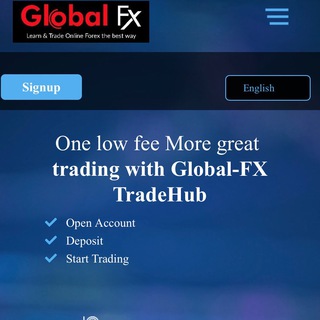 Global Fx
Learn & Trade Online Forex the best way
Signup
English
One low fee More great
trading with Global-FX
TradeHub
Open Account
Deposit
Start Trading